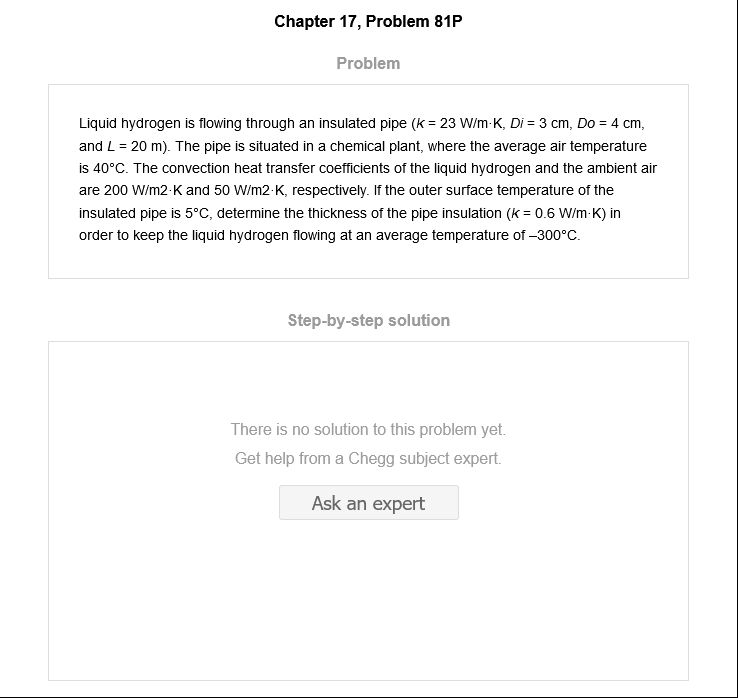 Chapter 17, Problem 81P
Problem
Liquid hydrogen is flowing through an insulated pipe (k = 23 W/m·K, Di = 3 cm, Do = 4 cm,
and L = 20 m). The pipe is situated in a chemical plant, where the average air temperature
is 40°C. The convection heat transfer coefficients of the liquid hydrogen and the ambient air
are 200 W/m2·K and 50 W/m2·K, respectively. If the outer surface temperature of the
insulated pipe is 5°C, determine the thickness of the pipe insulation (k = 0.6 W/m·K) in
order to keep the liquid hydrogen flowing at an average temperature of –300°C.
Step-by-step solution
There is no solution to this problem yet.
Get help from a Chegg subject expert.
Ask an expert